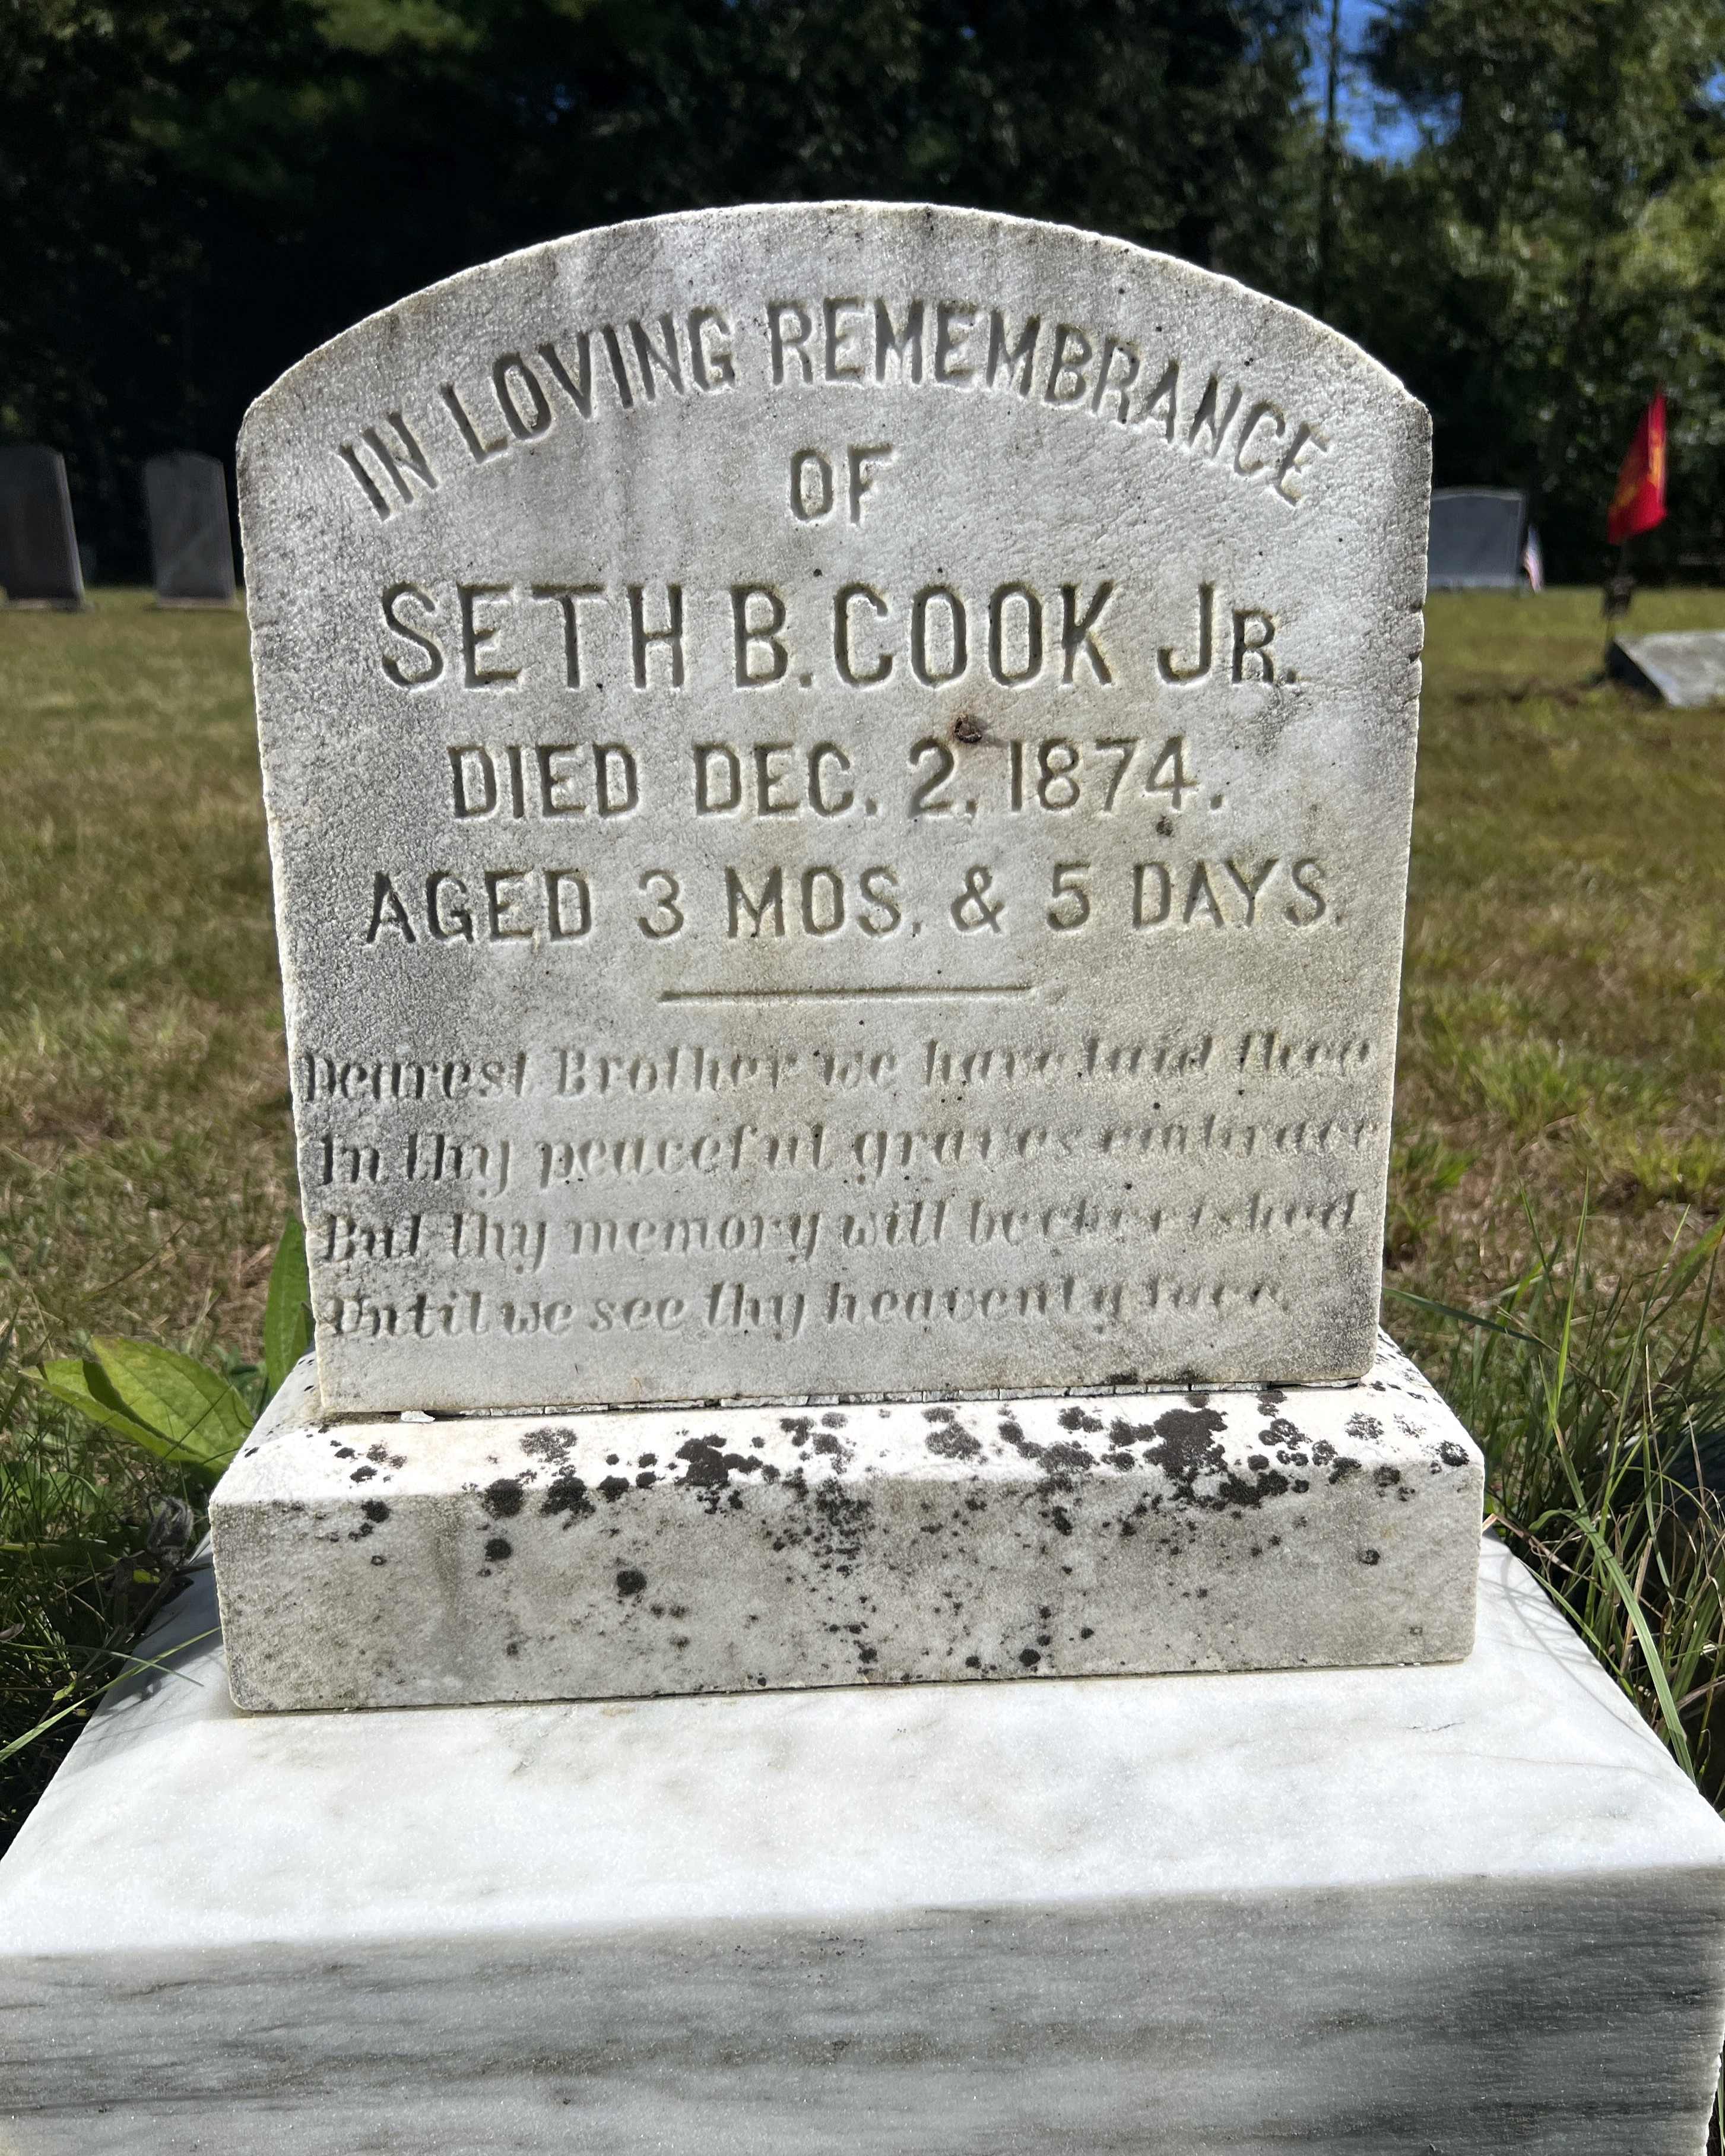 IN LOVING REMEMBRANCE
OF
SETH B. COOK JR.
DIED DEC. 2, 1874.
AGED 3 MOS. & 5 DAYS.
Dearest Brother we have laid thee
In thy peaceful graves embrace
But thy memory will be cherished
Until we see thy heavenly face.